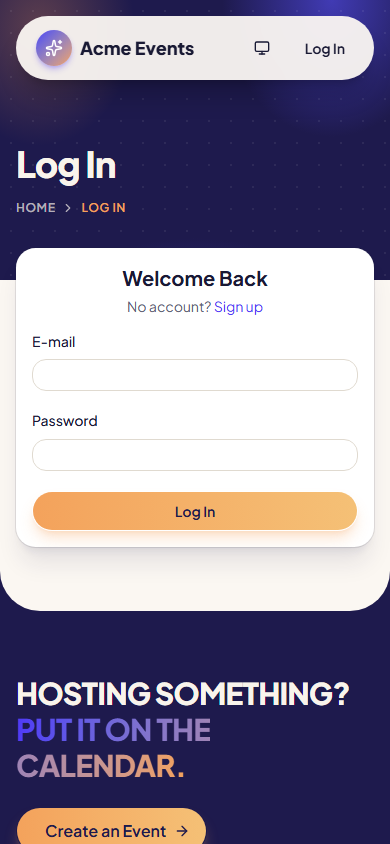 Acme Events
Log In
Log In
HOME > LOG IN
Welcome Back
No account? Sign up
E-mail
Password
Log In
HOSTING SOMETHING?
PUT IT ON THE
CALENDAR.
Create an Event →